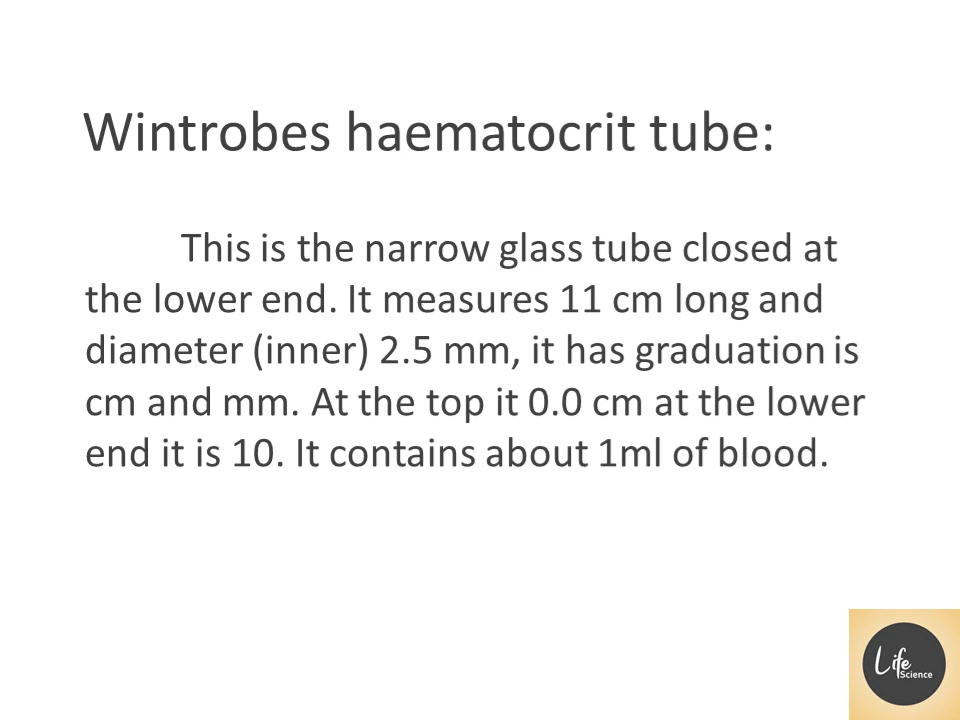 Wintrobes haematocrit tube:
This is the narrow glass tube closed at
the lower end. It measures 11 cm long and
diameter (inner) 2.5 mm, it has graduation is
cm and mm. At the top it 0.0 cm at the lower
end it is 10. It contains about 1ml of blood.
Life
Science